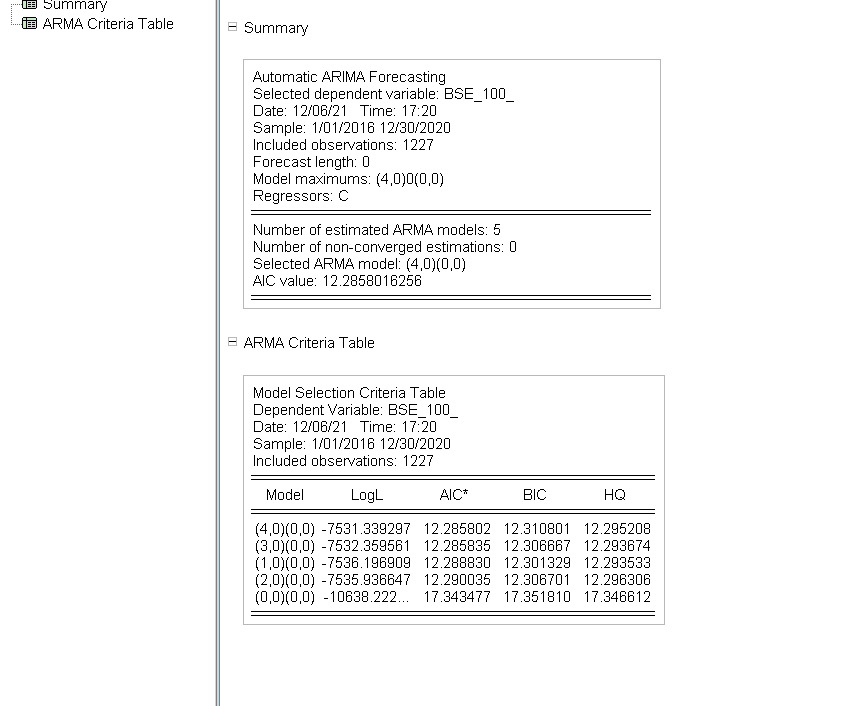 Summary
ARMA Criteria Table
Summary
Automatic ARIMA Forecasting
Selected dependent variable: BSE_100_
Date: 12/06/21 Time: 17:20
Sample: 1/01/2016 12/30/2020
Included observations: 1227
Forecast length: 0
Model maximums: (4,0)0(0,0)
Regressors: C
Number of estimated ARMA models: 5
Number of non-converged estimations: 0
Selected ARMA model: (4,0)(0,0)
AIC value: 12.2858016256
ARMA Criteria Table
Model Selection Criteria Table
Dependent Variable: BSE_100_
Date: 12/06/21 Time: 17:20
Sample: 1/01/2016 12/30/2020
Included observations: 1227
Model LogL AIC* BIC HQ
(4,0)(0,0) -7531.339297 12.285802 12.310801 12.295208
(3,0)(0,0) -7532.359561 12.285835 12.306667 12.293674
(1,0)(0,0) -7536.196909 12.288830 12.301329 12.293533
(2,0)(0,0) -7535.936647 12.290035 12.306701 12.296306
(0,0)(0,0) -10638.222... 17.343477 17.351810 17.346612